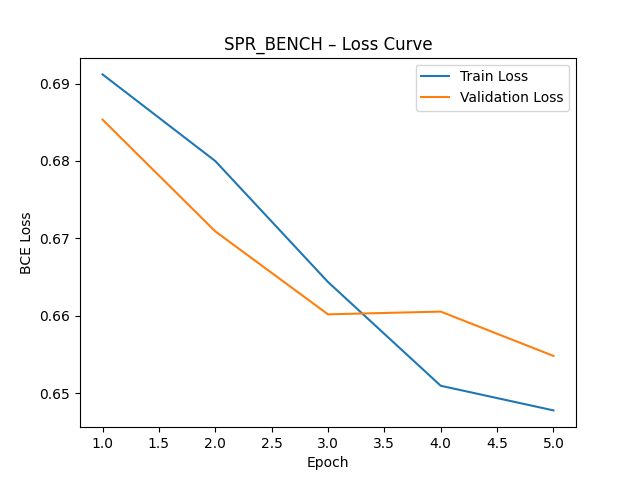 SPR_BENCH – Loss Curve
Train Loss
Validation Loss
BCE Loss
0.69
0.68
0.67
0.66
0.65
1.0 1.5 2.0 2.5 3.0 3.5 4.0 4.5 5.0
Epoch